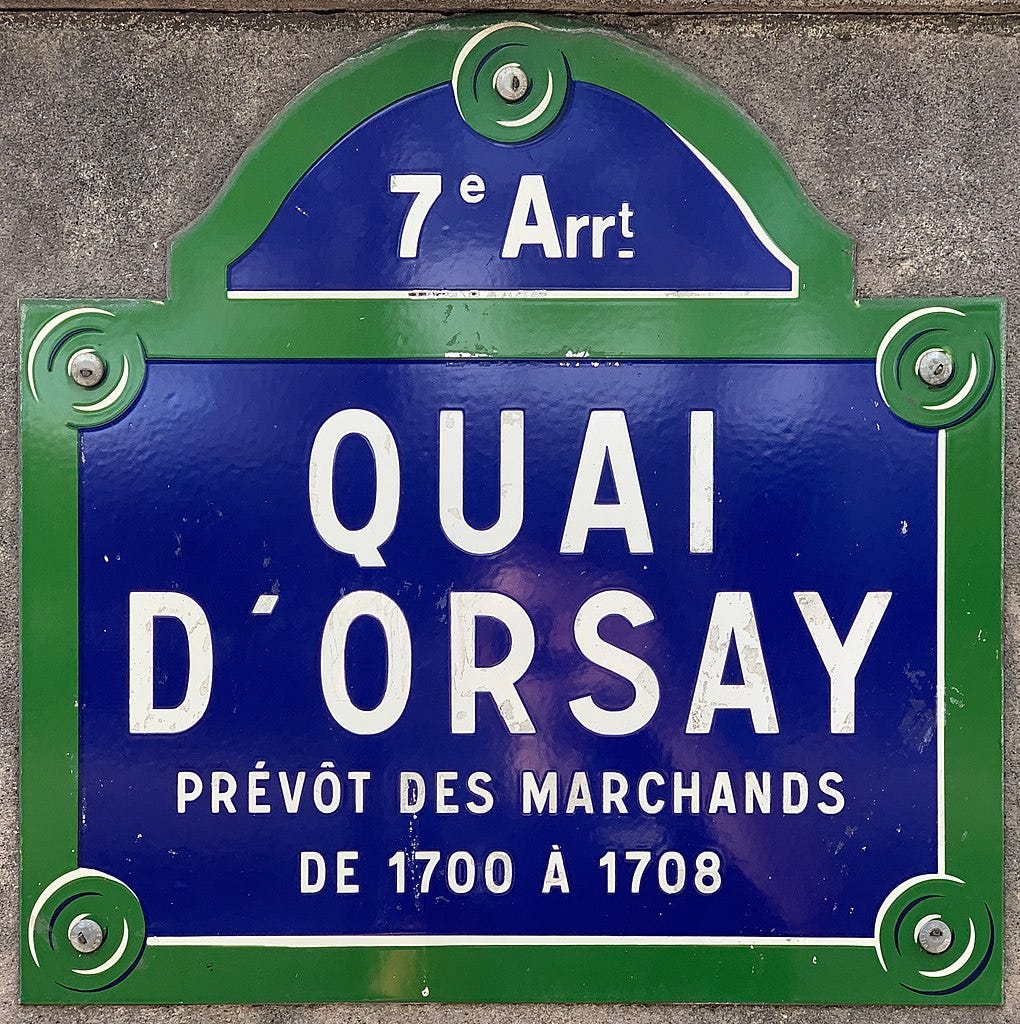 7e Arrt
QUAI
D'ORSAY
PRÉVÔT DES MARCHANDS
DE 1700 À 1708